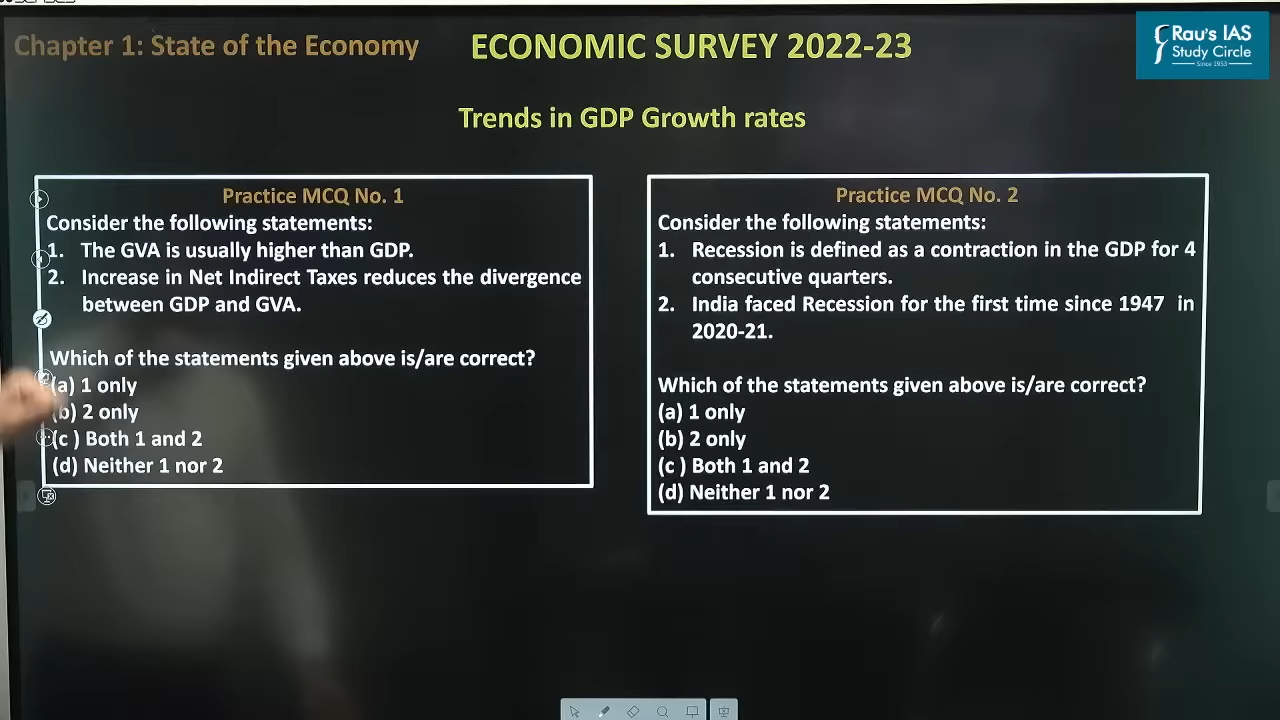 Chapter 1: State of the Economy
ECONOMIC SURVEY 2022-23
Rau's IAS
Study Circle
Since 1953
Trends in GDP Growth rates
Practice MCQ No. 1
Consider the following statements:
1. The GVA is usually higher than GDP.
2. Increase in Net Indirect Taxes reduces the divergence
between GDP and GVA.
Which of the statements given above is/are correct?
(a) 1 only
(b) 2 only
(c ) Both 1 and 2
(d) Neither 1 nor 2
Practice MCQ No. 2
Consider the following statements:
1. Recession is defined as a contraction in the GDP for 4
consecutive quarters.
2. India faced Recession for the first time since 1947 in
2020-21.
Which of the statements given above is/are correct?
(a) 1 only
(b) 2 only
(c ) Both 1 and 2
(d) Neither 1 nor 2